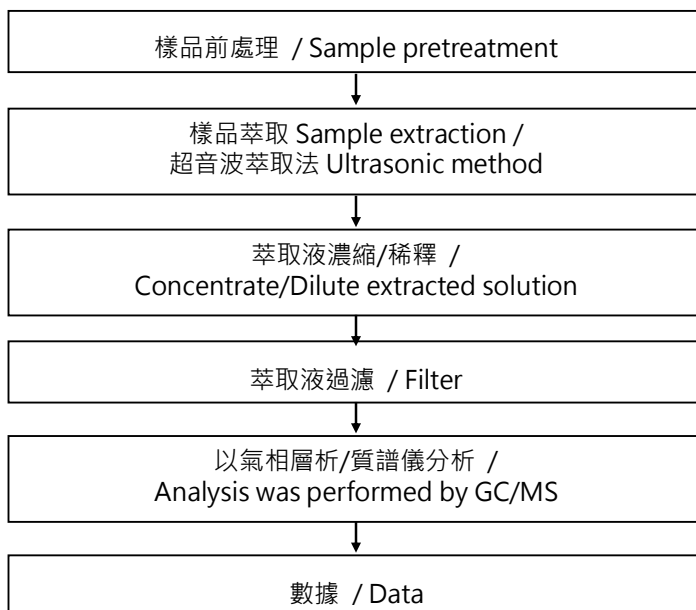 樣品前處理 / Sample pretreatment
樣品萃取 Sample extraction /
超音波萃取法 Ultrasonic method
萃取液濃縮/稀釋 /
Concentrate/Dilute extracted solution
萃取液過濾 / Filter
以氣相層析/質譜儀分析 /
Analysis was performed by GC/MS
數據 / Data